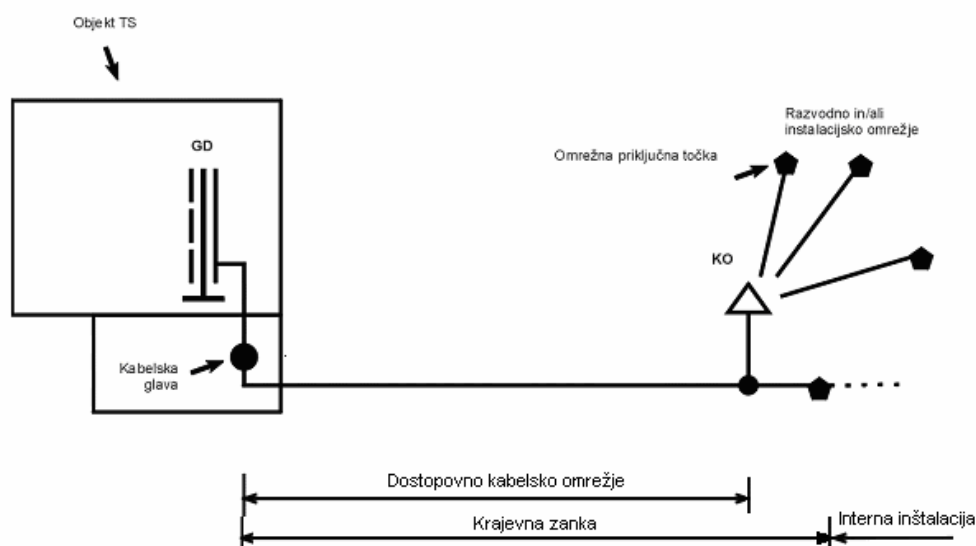 Objekt TS
GD
Razvodno in/ali
instalacijsko omrežje
Omrežna priključna točka
KO
Kabelska
glava
Dostopovno kabelsko omrežje
Krajevna zanka
Interna inštalacija